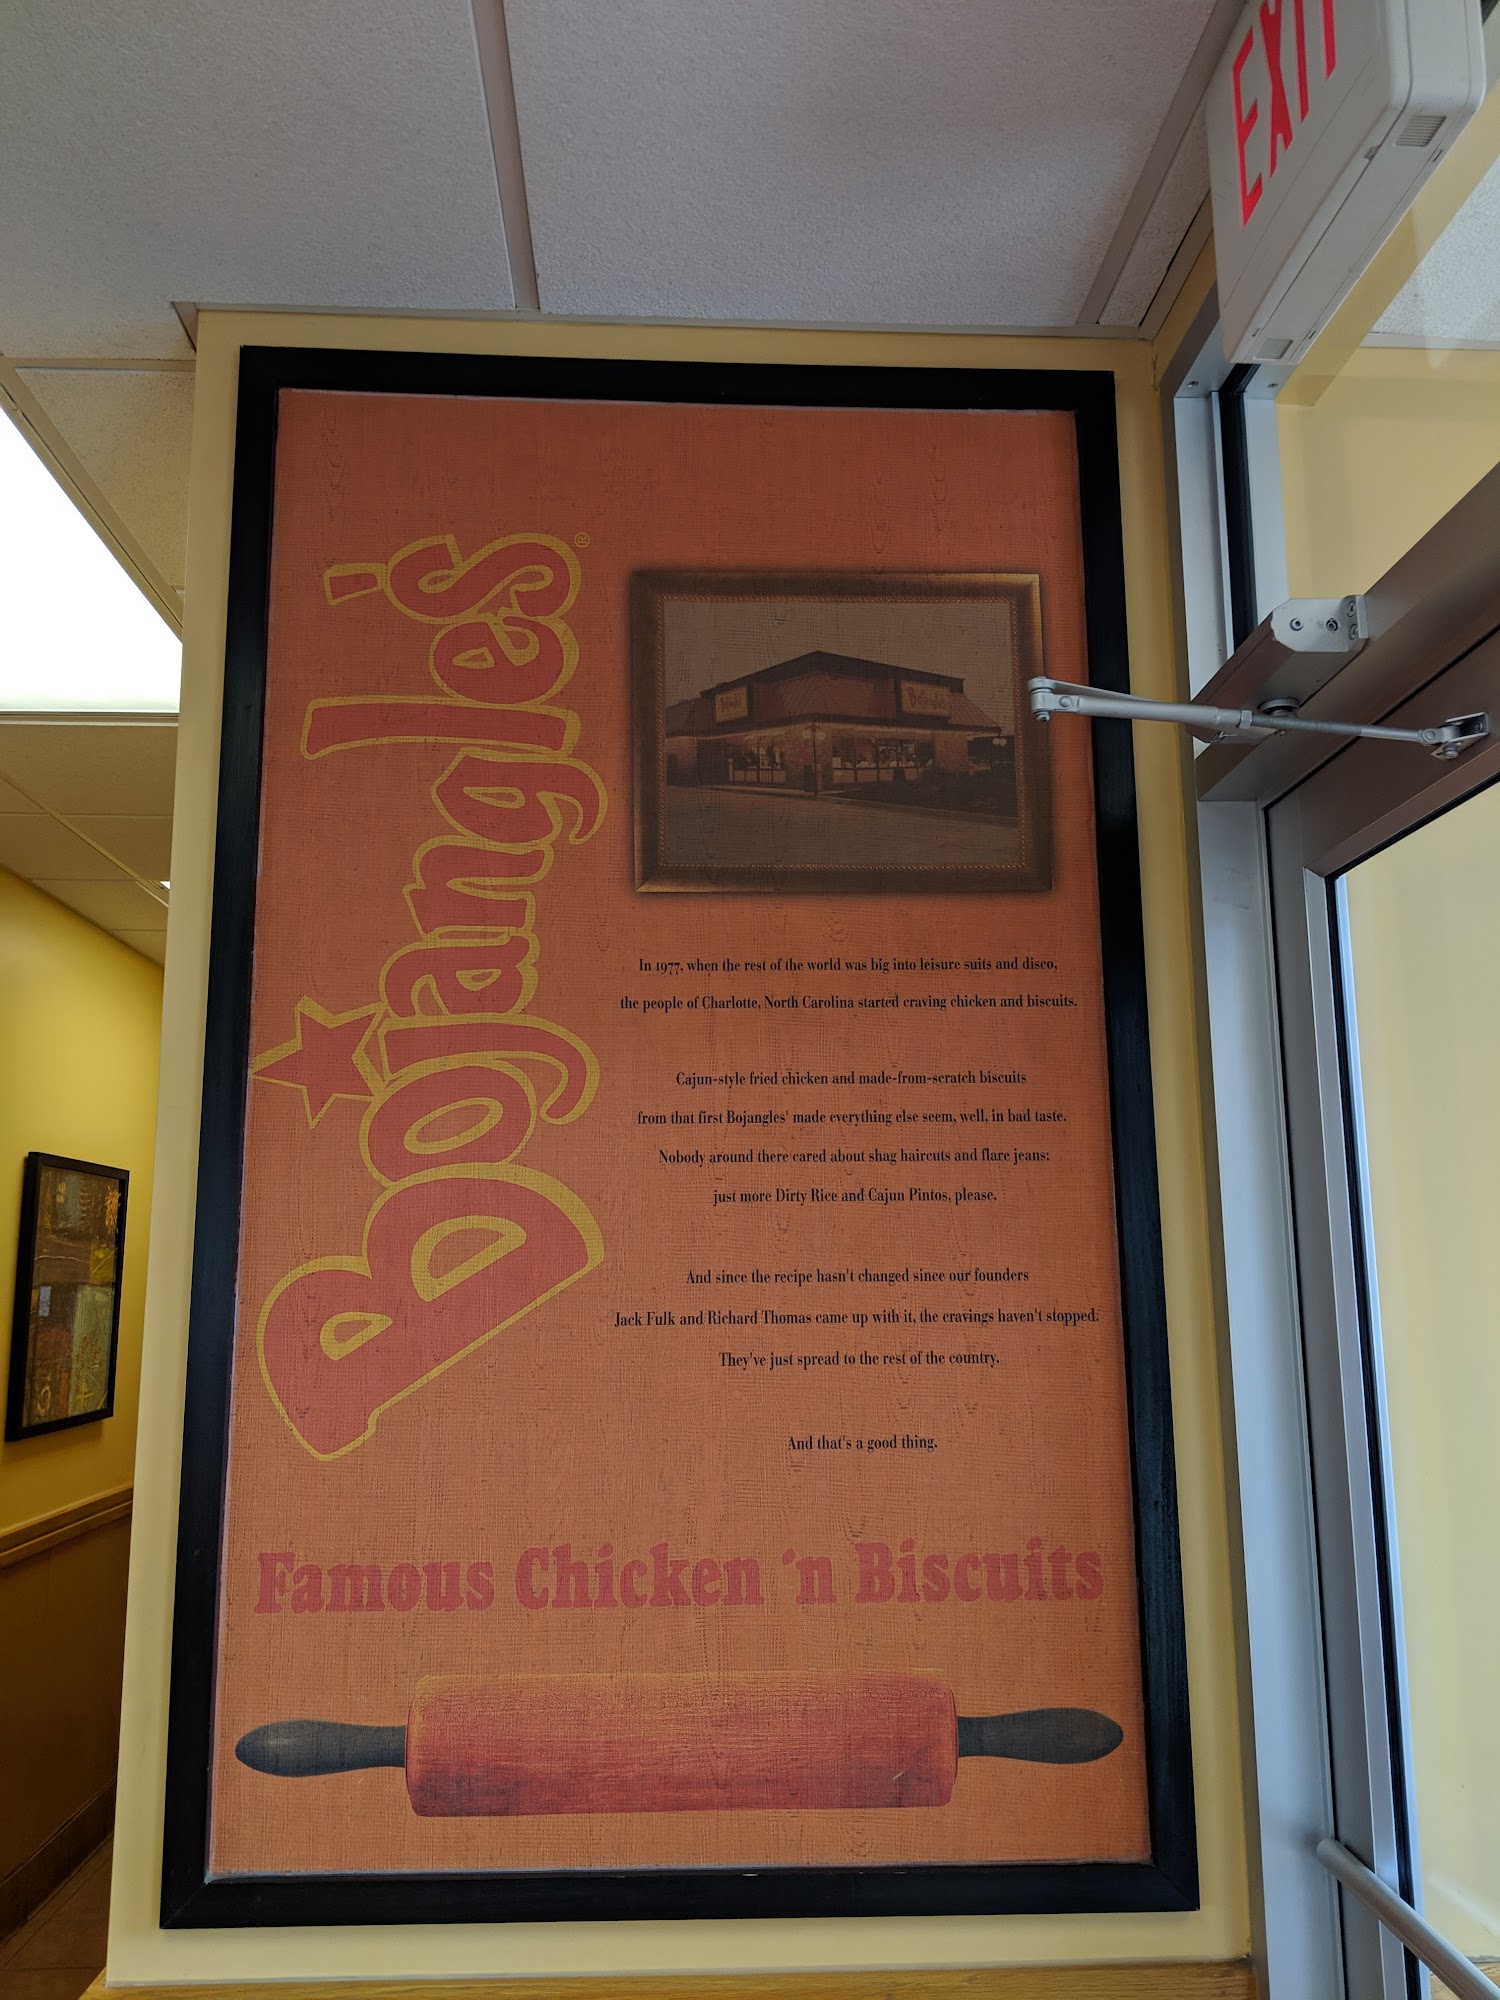 EXIT
Bojangles'®
Bojangles
In 1977, when the rest of the world was big into leisure suits and disco,
the people of Charlotte, North Carolina started craving chicken and biscuits.
Cajun-style fried chicken and made-from-scratch biscuits
from that first Bojangles' made everything else seem, well, in bad taste.
Nobody around there cared about shag haircuts and flare jeans:
just more Dirty Rice and Cajun Pintos, please.
And since the recipe hasn't changed since our founders
Jack Fulk and Richard Thomas came up with it, the cravings haven't stopped.
They've just spread to the rest of the country.
And that's a good thing.
Famous Chicken 'n Biscuits